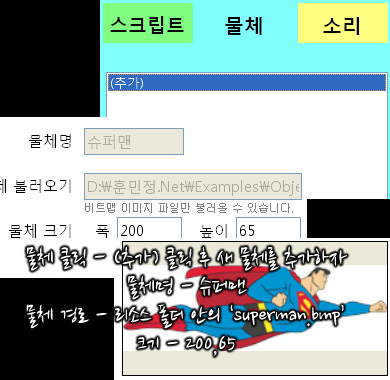 스크립트 물체 소리
(추가)
물체명 슈퍼맨
체 불러오기 D:\훈민정.Net\Examples\Obje
비트맵 이미지 파일만 불러올 수 있습니다.
물체 크기 폭 200 높이 65
물체 클릭 - (추가) 클릭 후 새 물체를 추가하자
물체명 - 슈퍼맨
물체 경로 - 리소스 폴더 안의 'superman.bmp'
크기 - 200,65